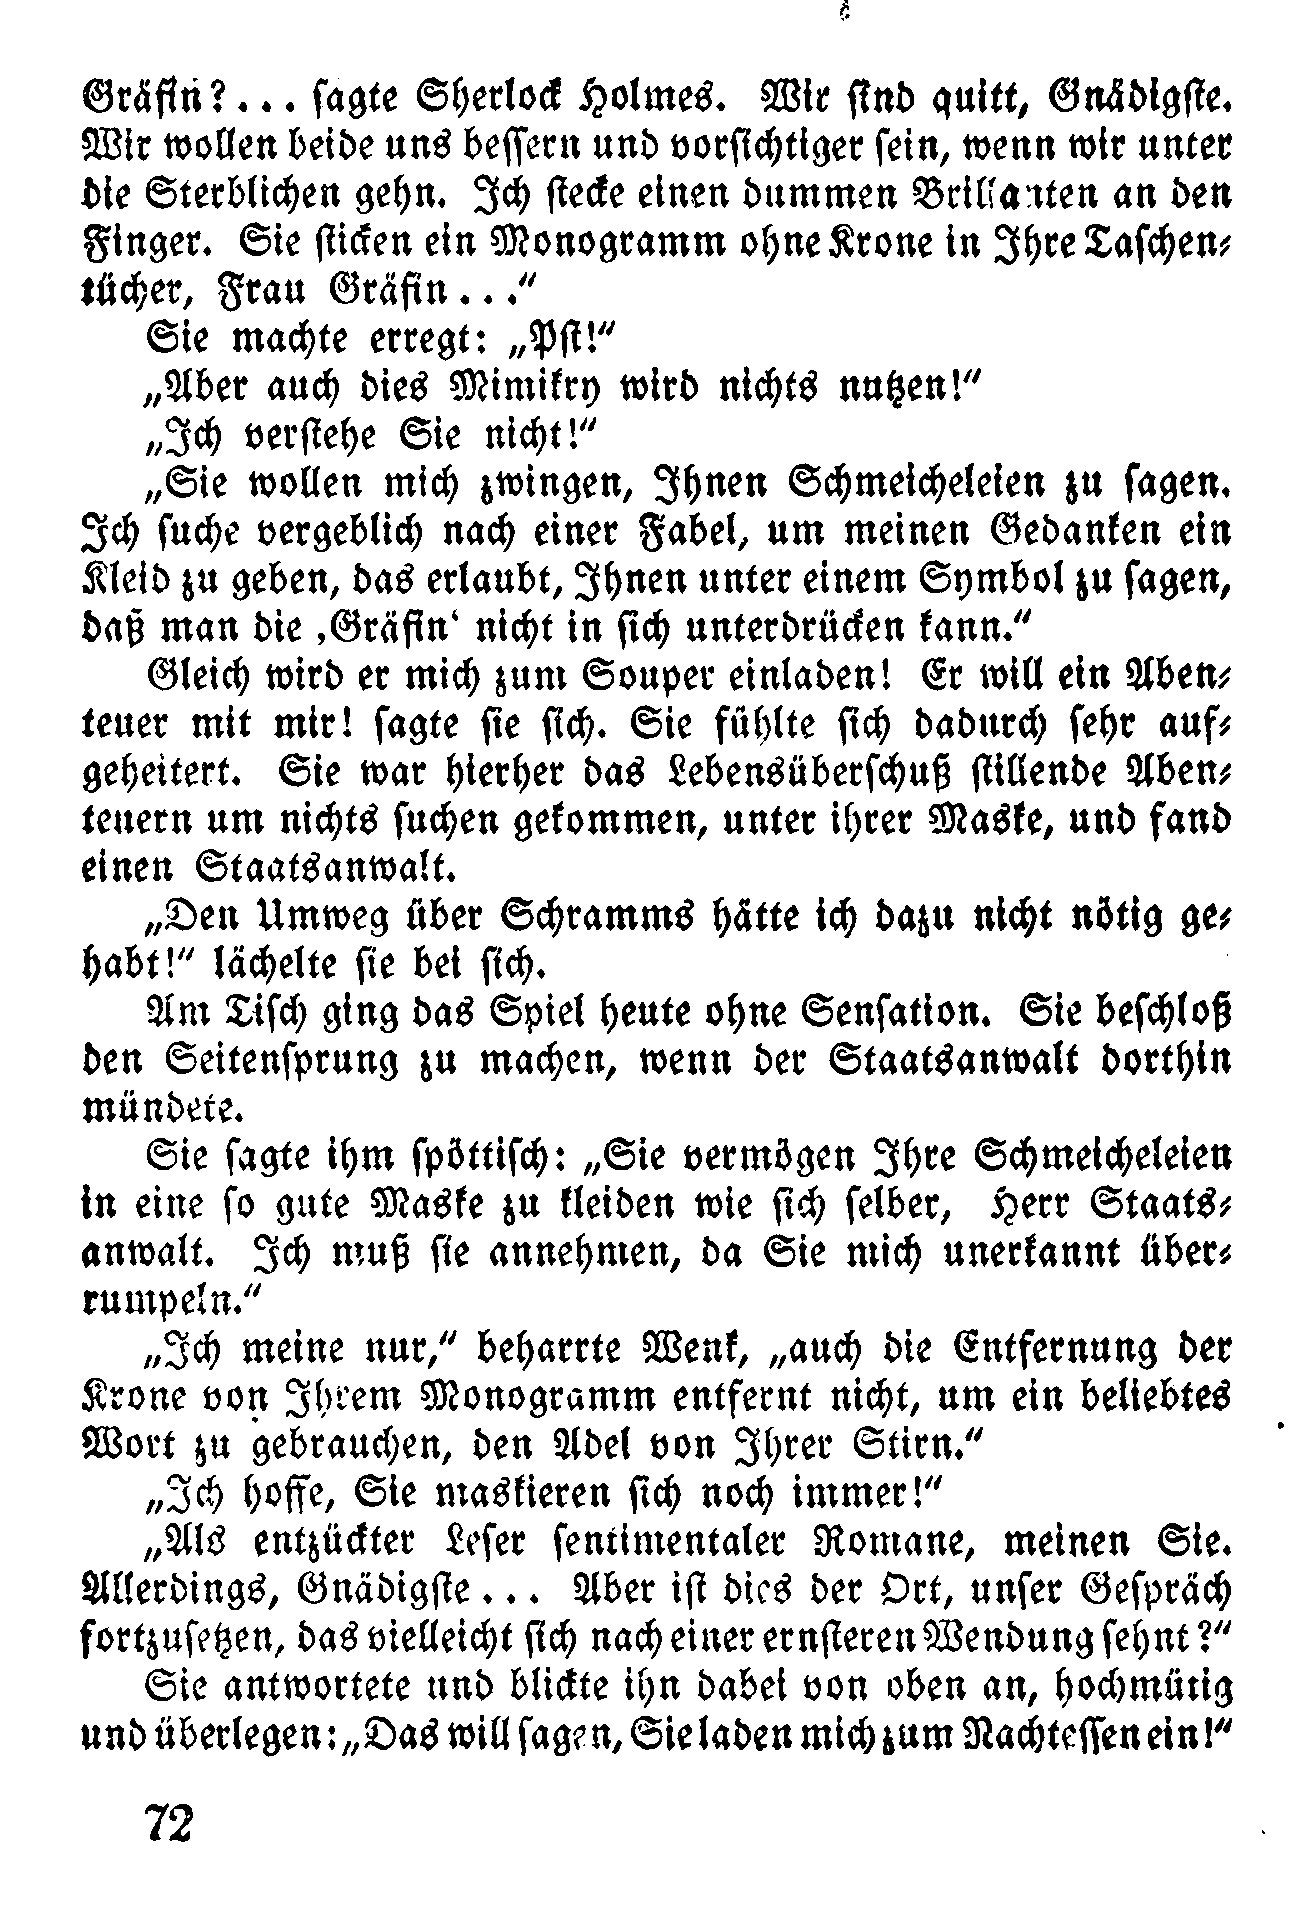 Gräfin?... sagte Sherlock Holmes. Wir sind quitt, Gnädigste.
Wir wollen beide uns bessern und vorsichtiger sein, wenn wir unter
die Sterblichen gehn. Ich stecke einen dummen Brillanten an den
Finger. Sie sticken ein Monogramm ohne Krone in Ihre Taschen-
tücher, Frau Gräfin..."
Sie machte erregt: „Pst!"
„Aber auch dies Mimikry wird nichts nutzen!"
„Ich verstehe Sie nicht!"
„Sie wollen mich zwingen, Ihnen Schmeicheleien zu sagen.
Ich suche vergeblich nach einer Fabel, um meinen Gedanken ein
Kleid zu geben, das erlaubt, Ihnen unter einem Symbol zu sagen,
daß man die ‚Gräfin‘ nicht in sich unterdrücken kann."
Gleich wird er mich zum Souper einladen! Er will ein Aben-
teuer mit mir! sagte sie sich. Sie fühlte sich dadurch sehr auf-
geheitert. Sie war hierher das Lebensüberschuß stillende Aben-
teuern um nichts suchen gekommen, unter ihrer Maske, und fand
einen Staatsanwalt.
„Den Umweg über Schramms hätte ich dazu nicht nötig ge-
habt!" lächelte sie bei sich.
Am Tisch ging das Spiel heute ohne Sensation. Sie beschloß
den Seitensprung zu machen, wenn der Staatsanwalt dorthin
mündete.
Sie sagte ihm spöttisch: „Sie vermögen Ihre Schmeicheleien
in eine so gute Maske zu kleiden wie sich selber, Herr Staats-
anwalt. Ich muß sie annehmen, da Sie mich unerkannt über-
rumpeln."
„Ich meine nur," beharrte Wenk, „auch die Entfernung der
Krone von Ihrem Monogramm entfernt nicht, um ein beliebtes
Wort zu gebrauchen, den Adel von Ihrer Stirn."
„Ich hoffe, Sie maskieren sich noch immer!"
„Als entzückter Leser sentimentaler Romane, meinen Sie.
Allerdings, Gnädigste... Aber ist dies der Ort, unser Gespräch
fortzusetzen, das vielleicht sich nach einer ernsteren Wendung sehnt?"
Sie antwortete und blickte ihn dabei von oben an, hochmütig
und überlegen: „Das will sagen, Sie laden mich zum Nachtessen ein!"
72